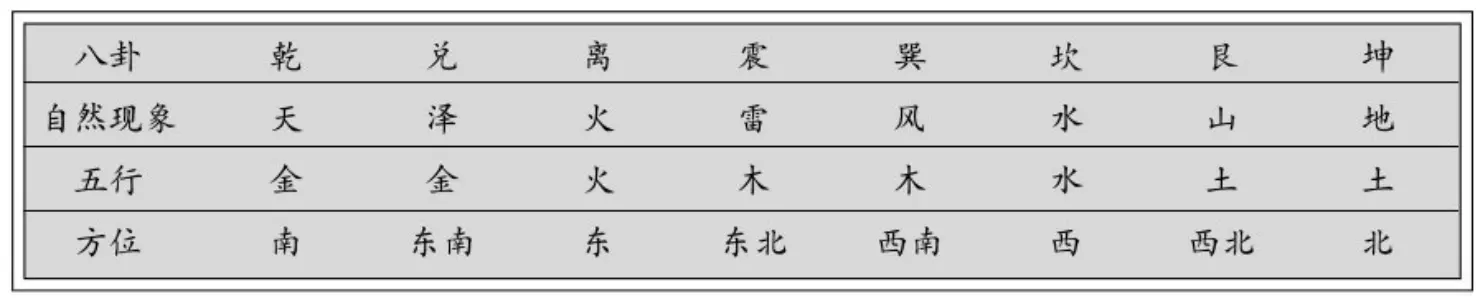 八卦 乾 兑 离 震 巽 坎 艮 坤
自然现象 天 泽 火 雷 风 水 山 地
五行 金 金 火 木 木 水 土 土
方位 南 东南 东 东北 西南 西 西北 北